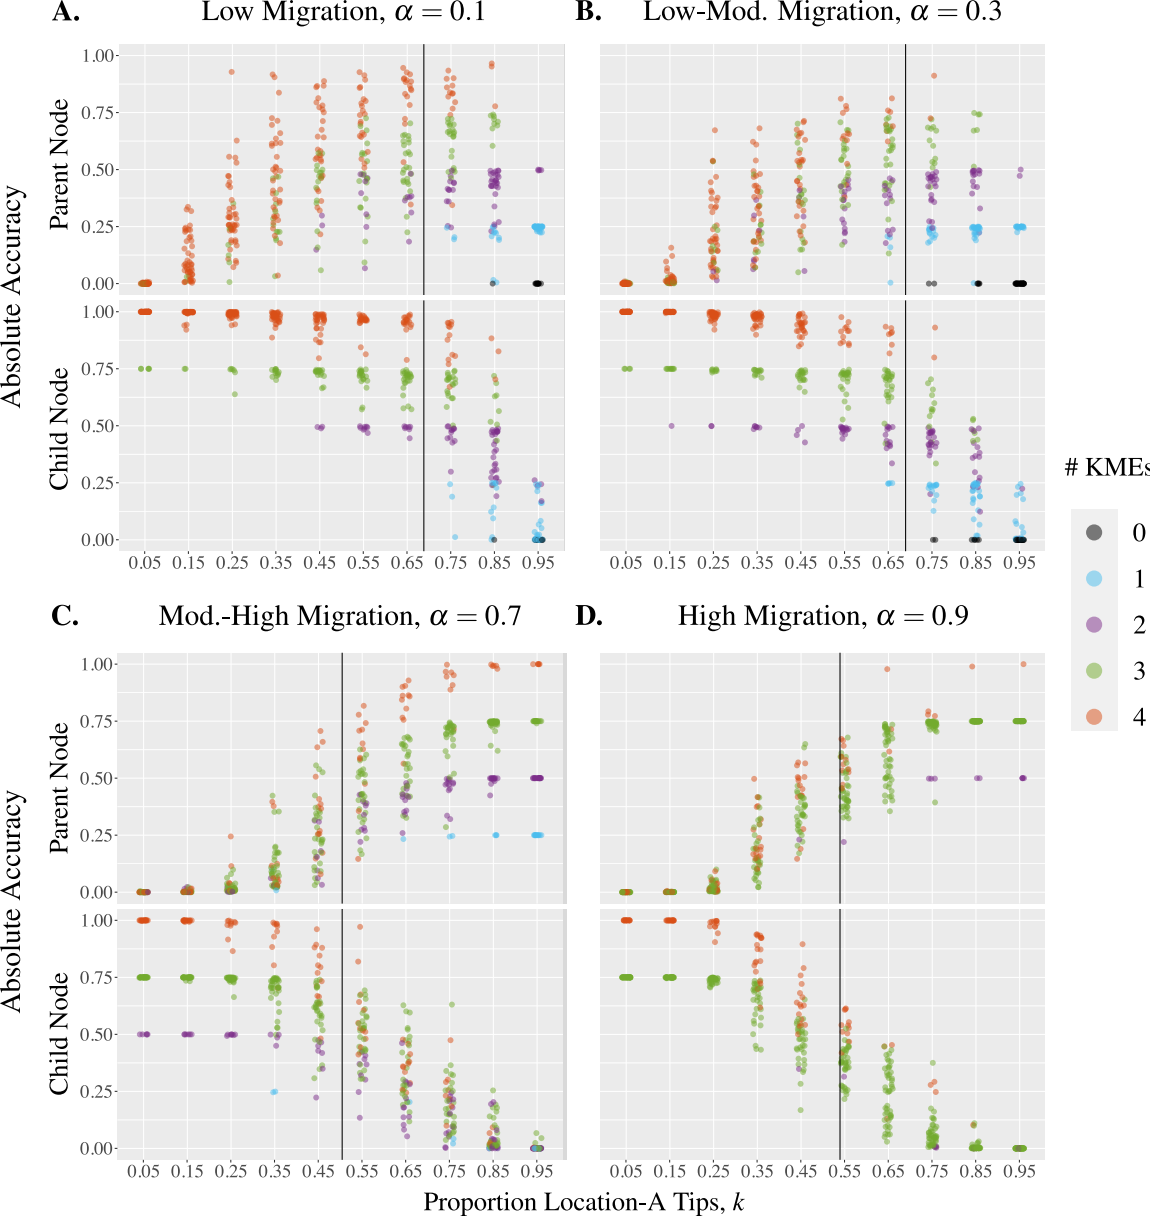 A. Low Migration, α = 0.1
B. Low-Mod. Migration, α = 0.3
Absolute Accuracy
Parent Node
1.00
0.75
0.50
0.25
0.00
Child Node
1.00
0.75
0.50
0.25
0.00
0.05 0.15 0.25 0.35 0.45 0.55 0.65 0.75 0.85 0.95
0.05 0.15 0.25 0.35 0.45 0.55 0.65 0.75 0.85 0.95
# KMEs
0
1
2
3
4
C. Mod.-High Migration, α = 0.7
D. High Migration, α = 0.9
Absolute Accuracy
Parent Node
1.00
0.75
0.50
0.25
0.00
Child Node
1.00
0.75
0.50
0.25
0.00
0.05 0.15 0.25 0.35 0.45 0.55 0.65 0.75 0.85 0.95
0.05 0.15 0.25 0.35 0.45 0.55 0.65 0.75 0.85 0.95
Proportion Location-A Tips, k